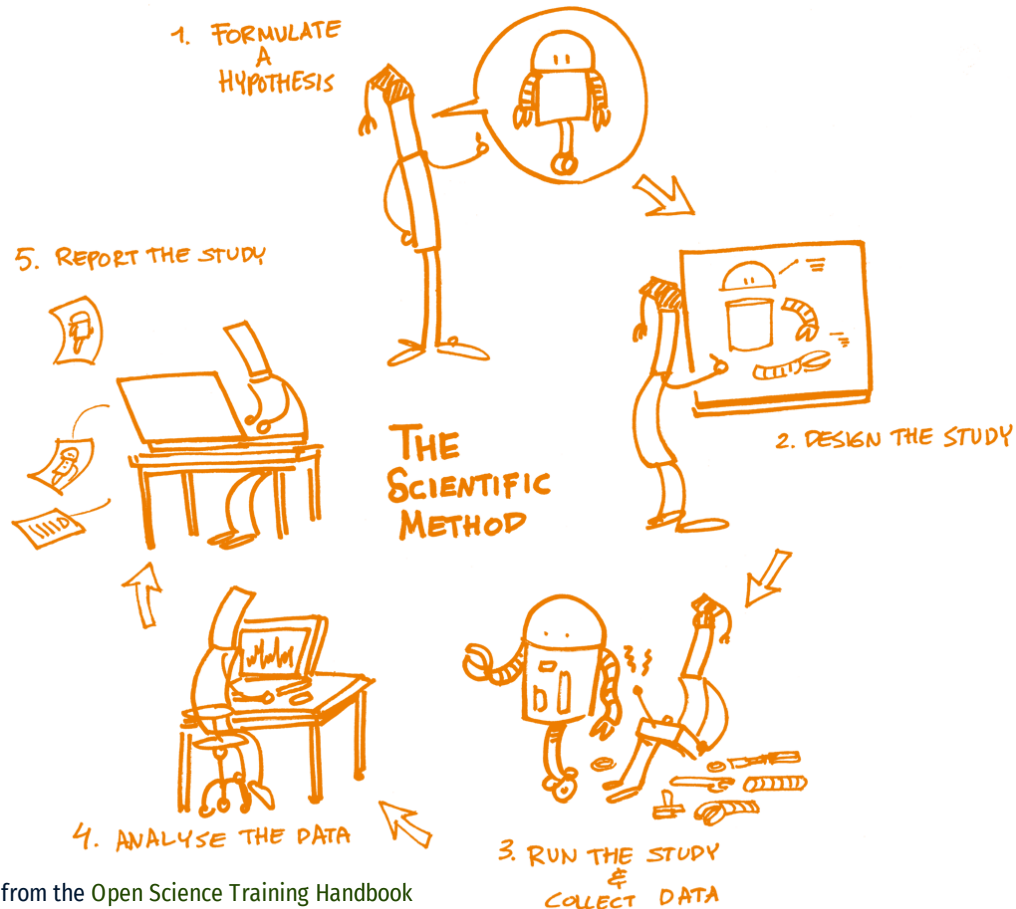 1. FORMULATE
A
HYPOTHESIS
5. REPORT THE STUDY
2. DESIGN THE STUDY
THE
SCIENTIFIC
METHOD
4. ANALYSE THE DATA
3. RUN THE STUDY
&
COLLECT DATA
from the Open Science Training Handbook